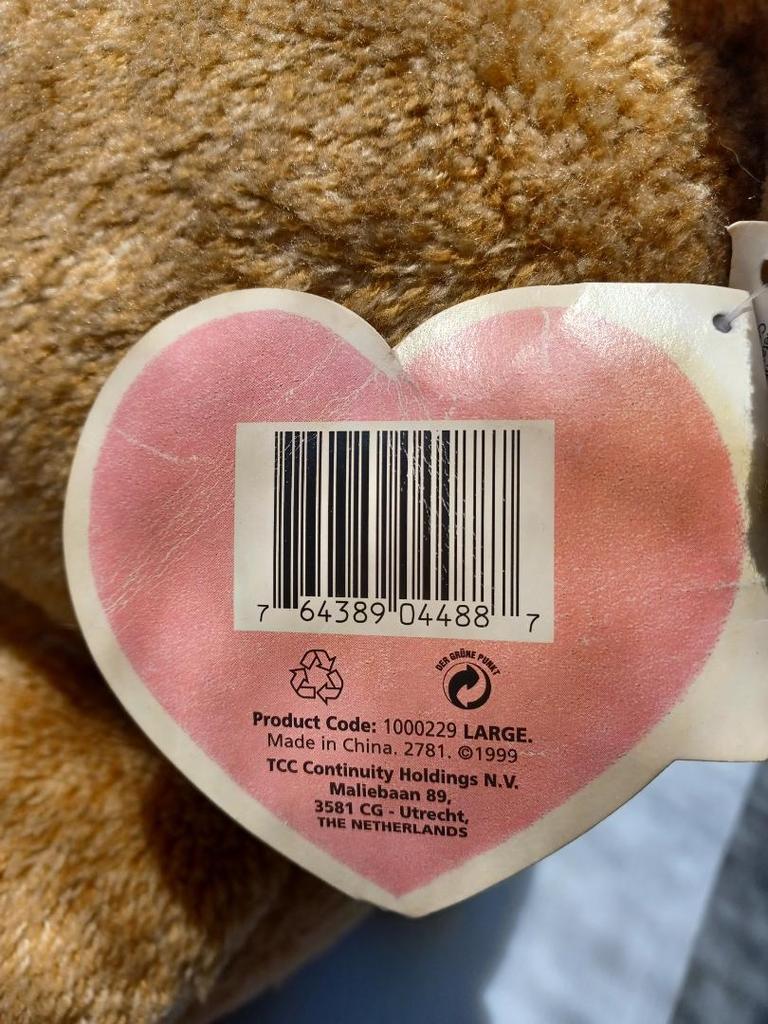 7 64389 04488 7
DER GRÜNE PUNKT
Product Code: 1000229 LARGE.
Made in China. 2781. ©1999
TCC Continuity Holdings N.V.
Maliebaan 89,
3581 CG - Utrecht,
THE NETHERLANDS